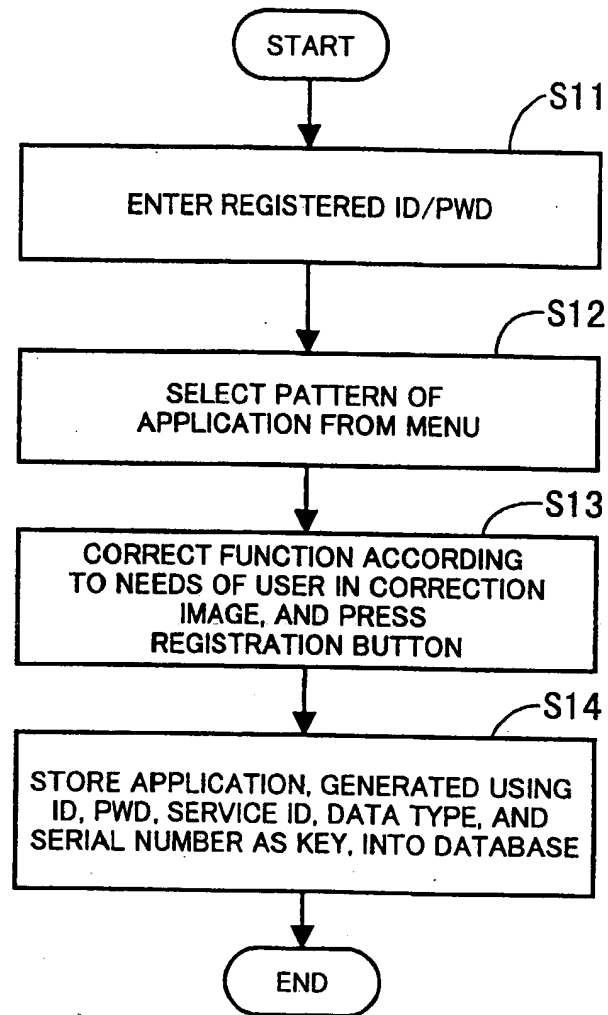 START
S11
ENTER REGISTERED ID/PWD
S12
SELECT PATTERN OF
APPLICATION FROM MENU
S13
CORRECT FUNCTION ACCORDING
TO NEEDS OF USER IN CORRECTION
IMAGE, AND PRESS
REGISTRATION BUTTON
S14
STORE APPLICATION, GENERATED USING
ID, PWD, SERVICE ID, DATA TYPE, AND
SERIAL NUMBER AS KEY, INTO DATABASE
END